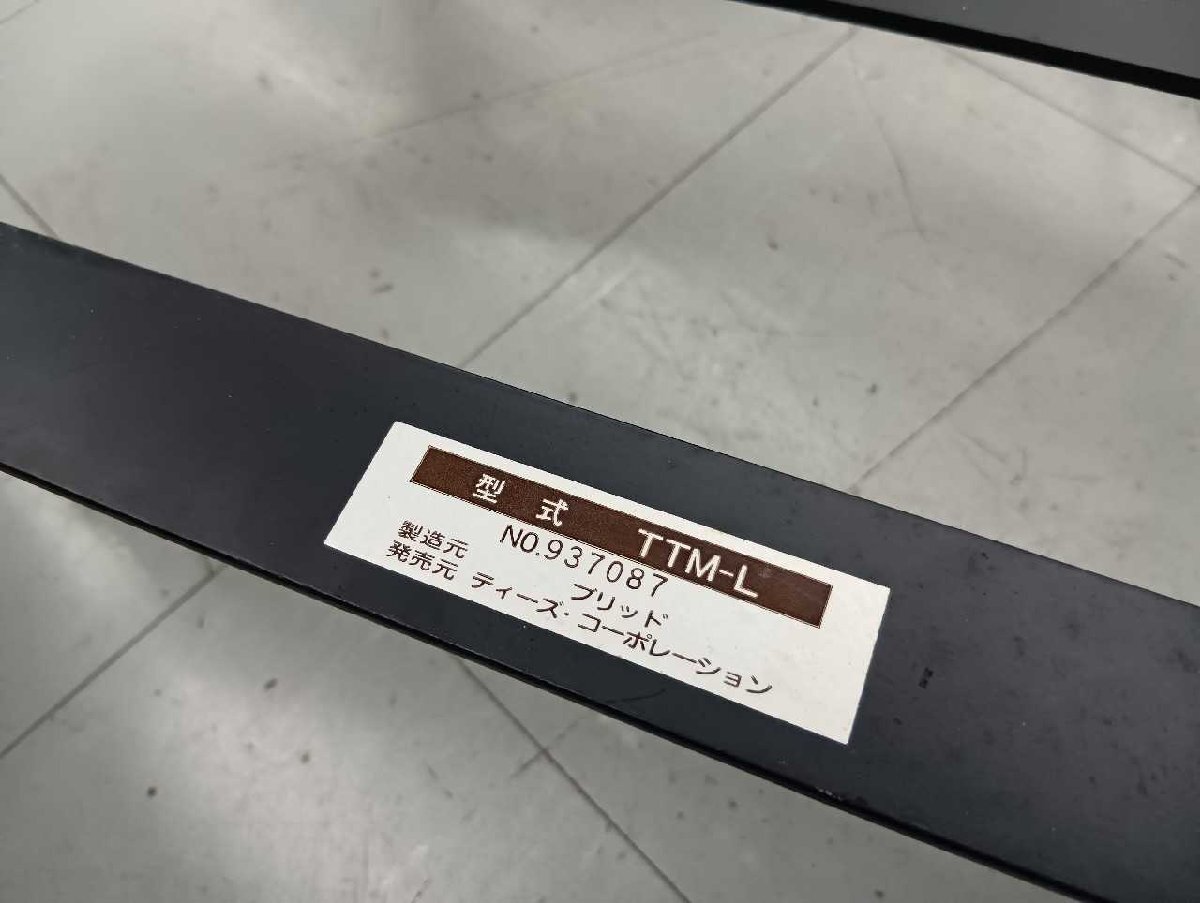 型式 TTM-L
NO.937087
製造元 ブリッド
発売元 ティーズ・コーポレーション